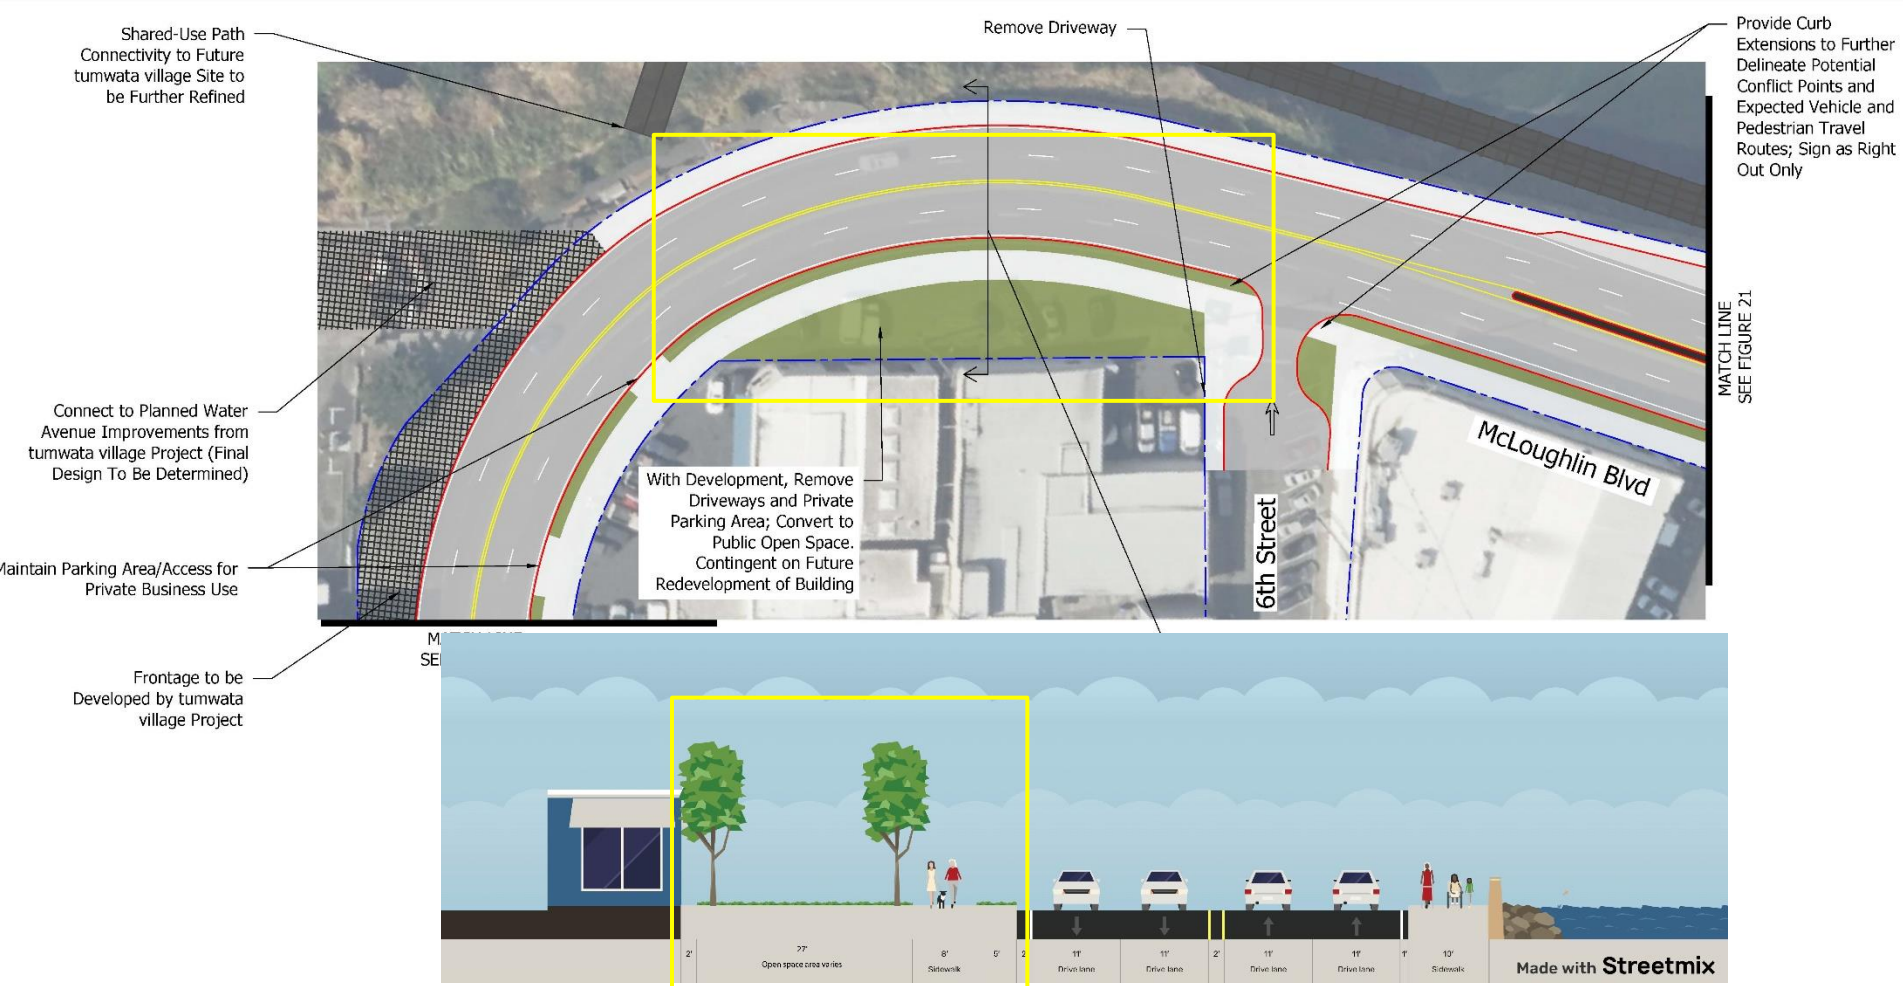 Shared-Use Path
Connectivity to Future
tumwata village Site to
be Further Refined
Remove Driveway
Provide Curb
Extensions to Further
Delineate Potential
Conflict Points and
Expected Vehicle and
Pedestrian Travel
Routes; Sign as Right
Out Only
MATCH LINE
SEE FIGURE 21
Connect to Planned Water
Avenue Improvements from
tumwata village Project (Final
Design To Be Determined)
McLoughlin Blvd
With Development, Remove
Driveways and Private
Parking Area; Convert to
Public Open Space.
Contingent on Future
Redevelopment of Building
6th Street
Maintain Parking Area/Access for
Private Business Use
Frontage to be
Developed by tumwata
village Project
2'
27'
Open space area varies
8'
Sidewalk
5'
11'
Drive lane
11'
Drive lane
2'
11'
Drive lane
11'
Drive lane
1'
10'
Sidewalk
Made with Streetmix